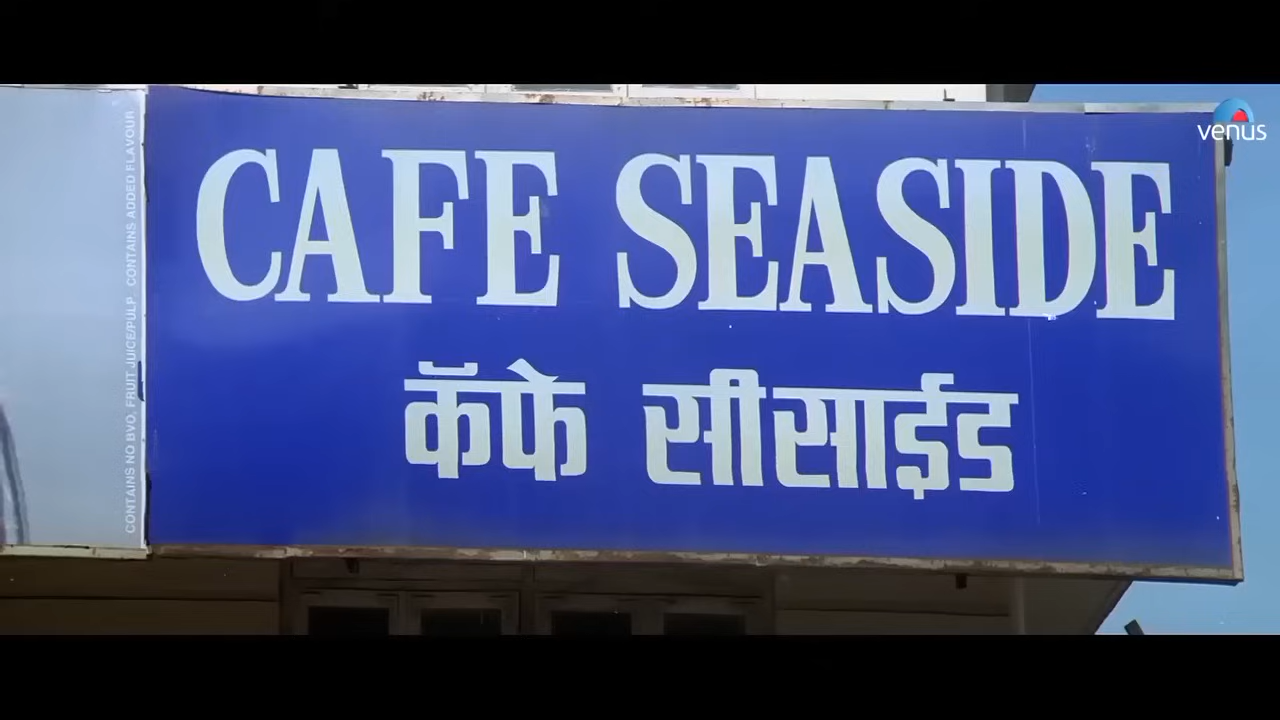 CAFE SEASIDE
कॅफे सीसाईड
CONTAINS NO BVO, FRUIT JUICE/PULP. CONTAINS ADDED FLAVOUR
venus